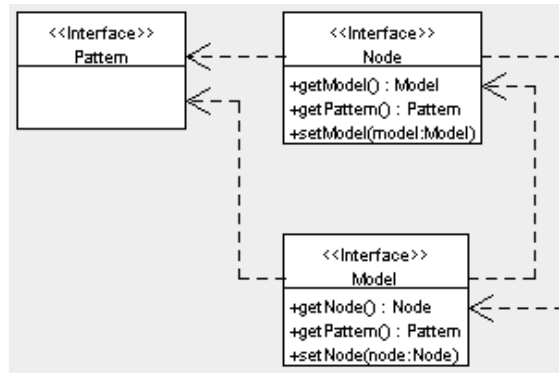 <<Interface>>
Pattern
<<Interface>>
Node
+getModel() : Model
+getPattern() : Pattern
+setModel(model:Model)
<<Interface>>
Model
+getNode() : Node
+getPattern() : Pattern
+setNode(node:Node)